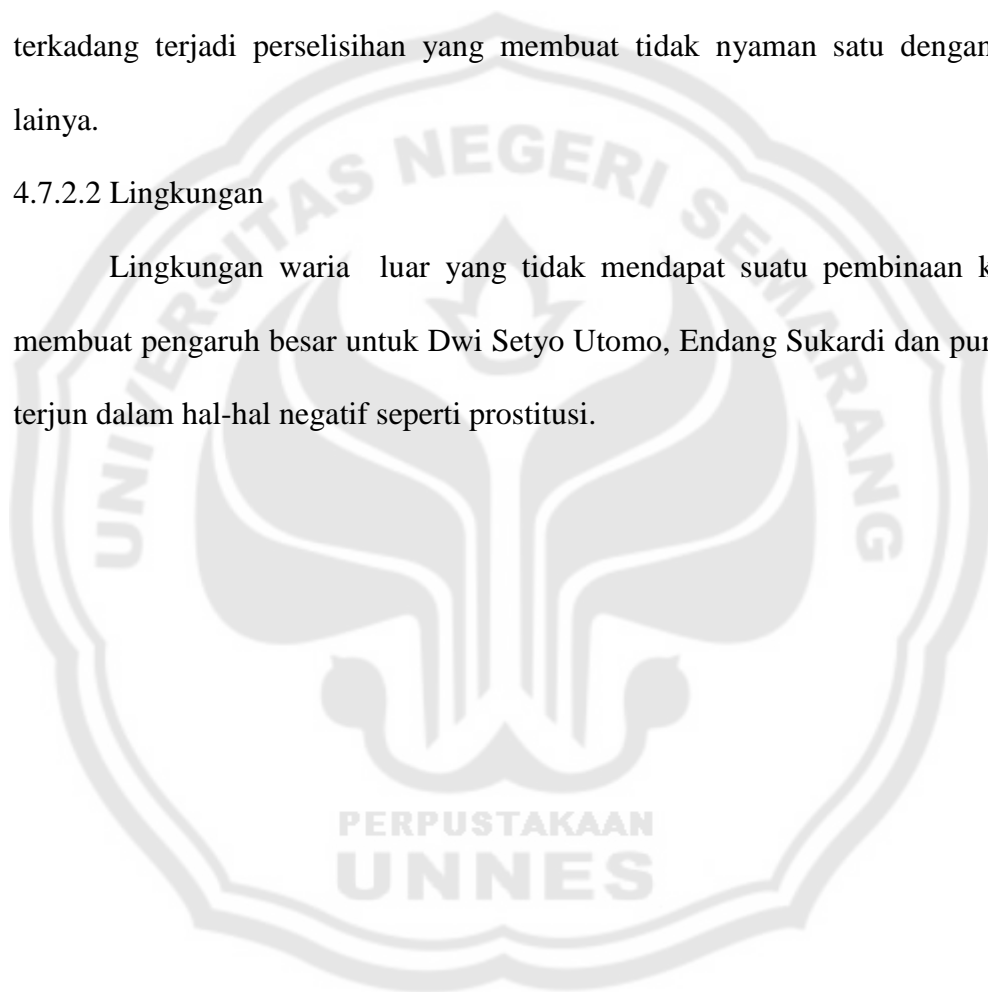 terkadang terjadi perselisihan yang membuat tidak nyaman satu dengan
lainya.
4.7.2.2 Lingkungan
Lingkungan waria luar yang tidak mendapat suatu pembinaan
membuat pengaruh besar untuk Dwi Setyo Utomo, Endang Sukardi dan
terjun dalam hal-hal negatif seperti prostitusi.
UNIVERSITAS NEGERI SEMARANG
PERPUSTAKAAN
UNNES